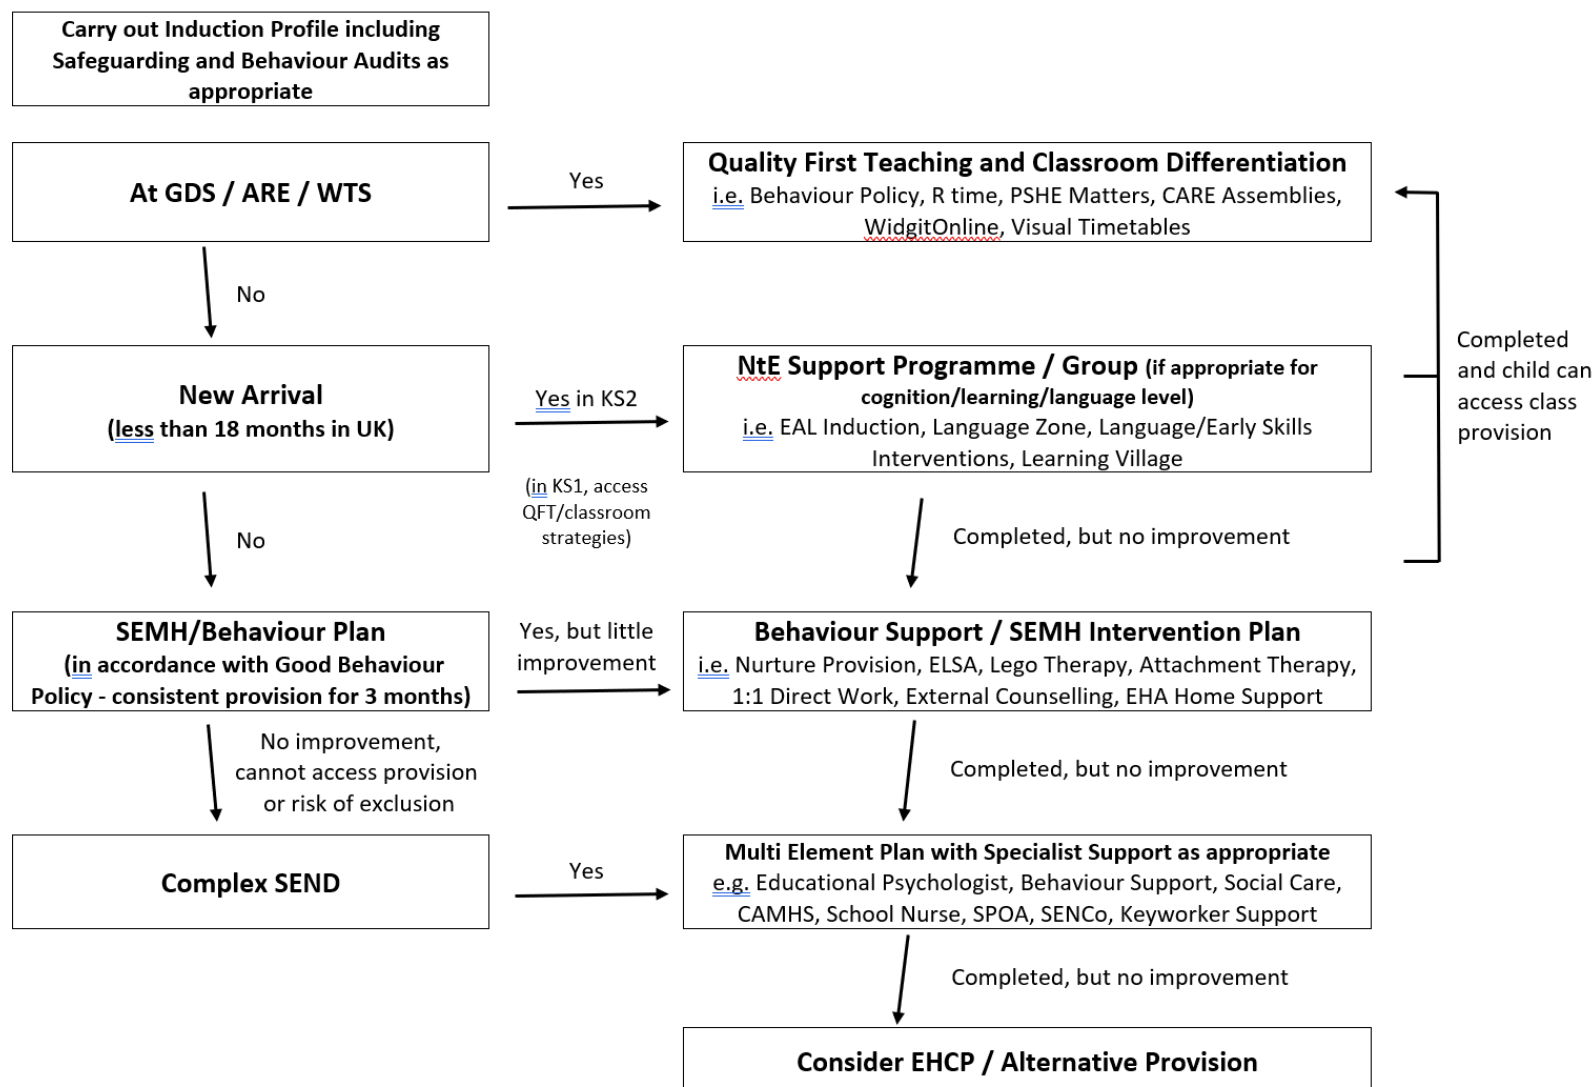 Carry out Induction Profile including
Safeguarding and Behaviour Audits as
appropriate
At GDS / ARE / WTS
Yes
Quality First Teaching and Classroom Differentiation
i.e. Behaviour Policy, R time, PSHE Matters, CARE Assemblies,
WidgitOnline, Visual Timetables
No
New Arrival
(less than 18 months in UK)
Yes in KS2
(in KS1, access
QFT/classroom
strategies)
NtE Support Programme / Group (if appropriate for
cognition/learning/language level)
i.e. EAL Induction, Language Zone, Language/Early Skills
Interventions, Learning Village
Completed
and child can
access class
provision
No
Completed, but no improvement
SEMH/Behaviour Plan
(in accordance with Good Behaviour
Policy - consistent provision for 3 months)
Yes, but little
improvement
Behaviour Support / SEMH Intervention Plan
i.e. Nurture Provision, ELSA, Lego Therapy, Attachment Therapy,
1:1 Direct Work, External Counselling, EHA Home Support
No improvement,
cannot access provision
or risk of exclusion
Completed, but no improvement
Complex SEND
Yes
Multi Element Plan with Specialist Support as appropriate
e.g. Educational Psychologist, Behaviour Support, Social Care,
CAMHS, School Nurse, SPOA, SENCo, Keyworker Support
Completed, but no improvement
Consider EHCP / Alternative Provision